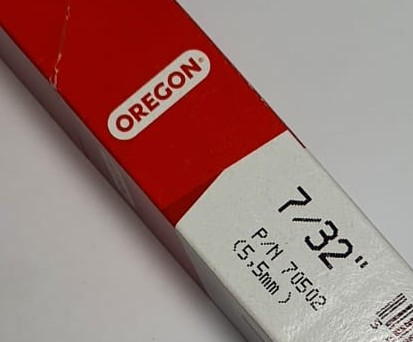 OREGON®
7/32"
P/N 70502
(5,5mm)